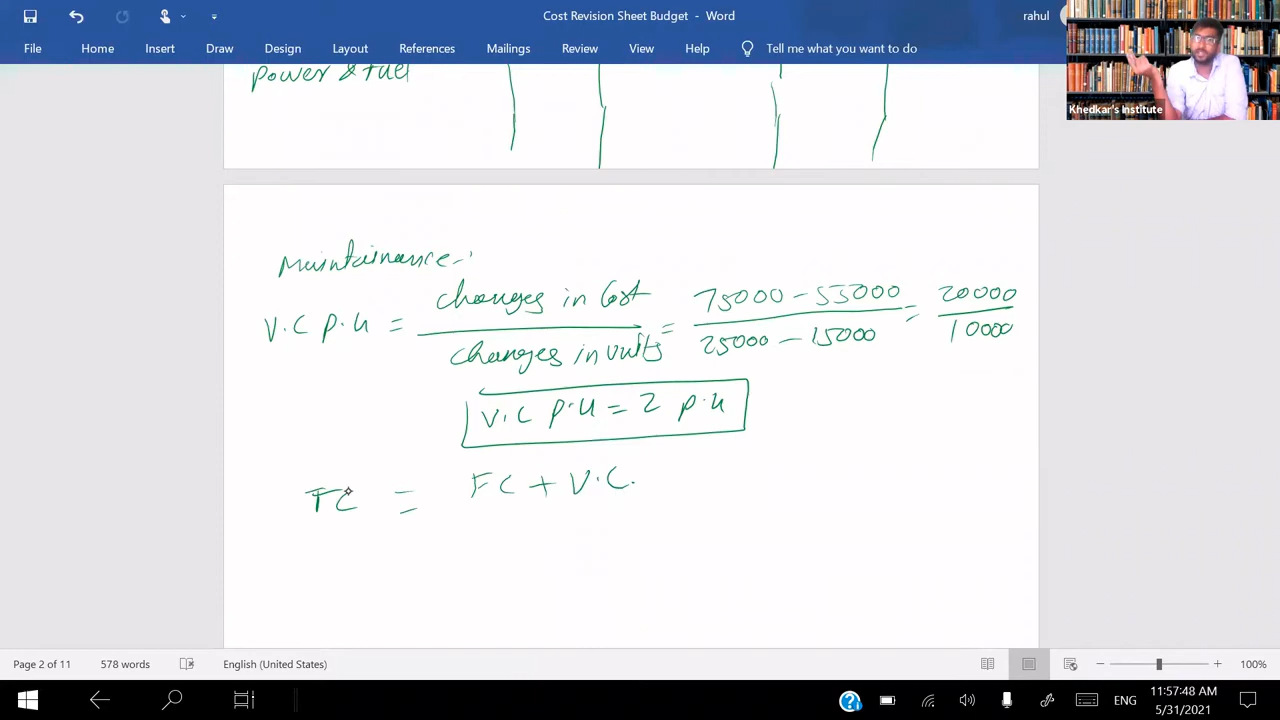 Cost Revision Sheet Budget - Word
rahul
File Home Insert Draw Design Layout References Mailings Review View Help Tell me what you want to do
Khedkar's Institute
power & fuel
Maintainance:-
V.C p.u = changes in Cost / changes in units = 75000 - 55000 / 25000 - 15000 = 20000 / 10000
V.C p.u = 2 p.u
TC = FC + V.C.
Page 2 of 11 578 words English (United States) 100%
ENG
11:57:48 AM
5/31/2021